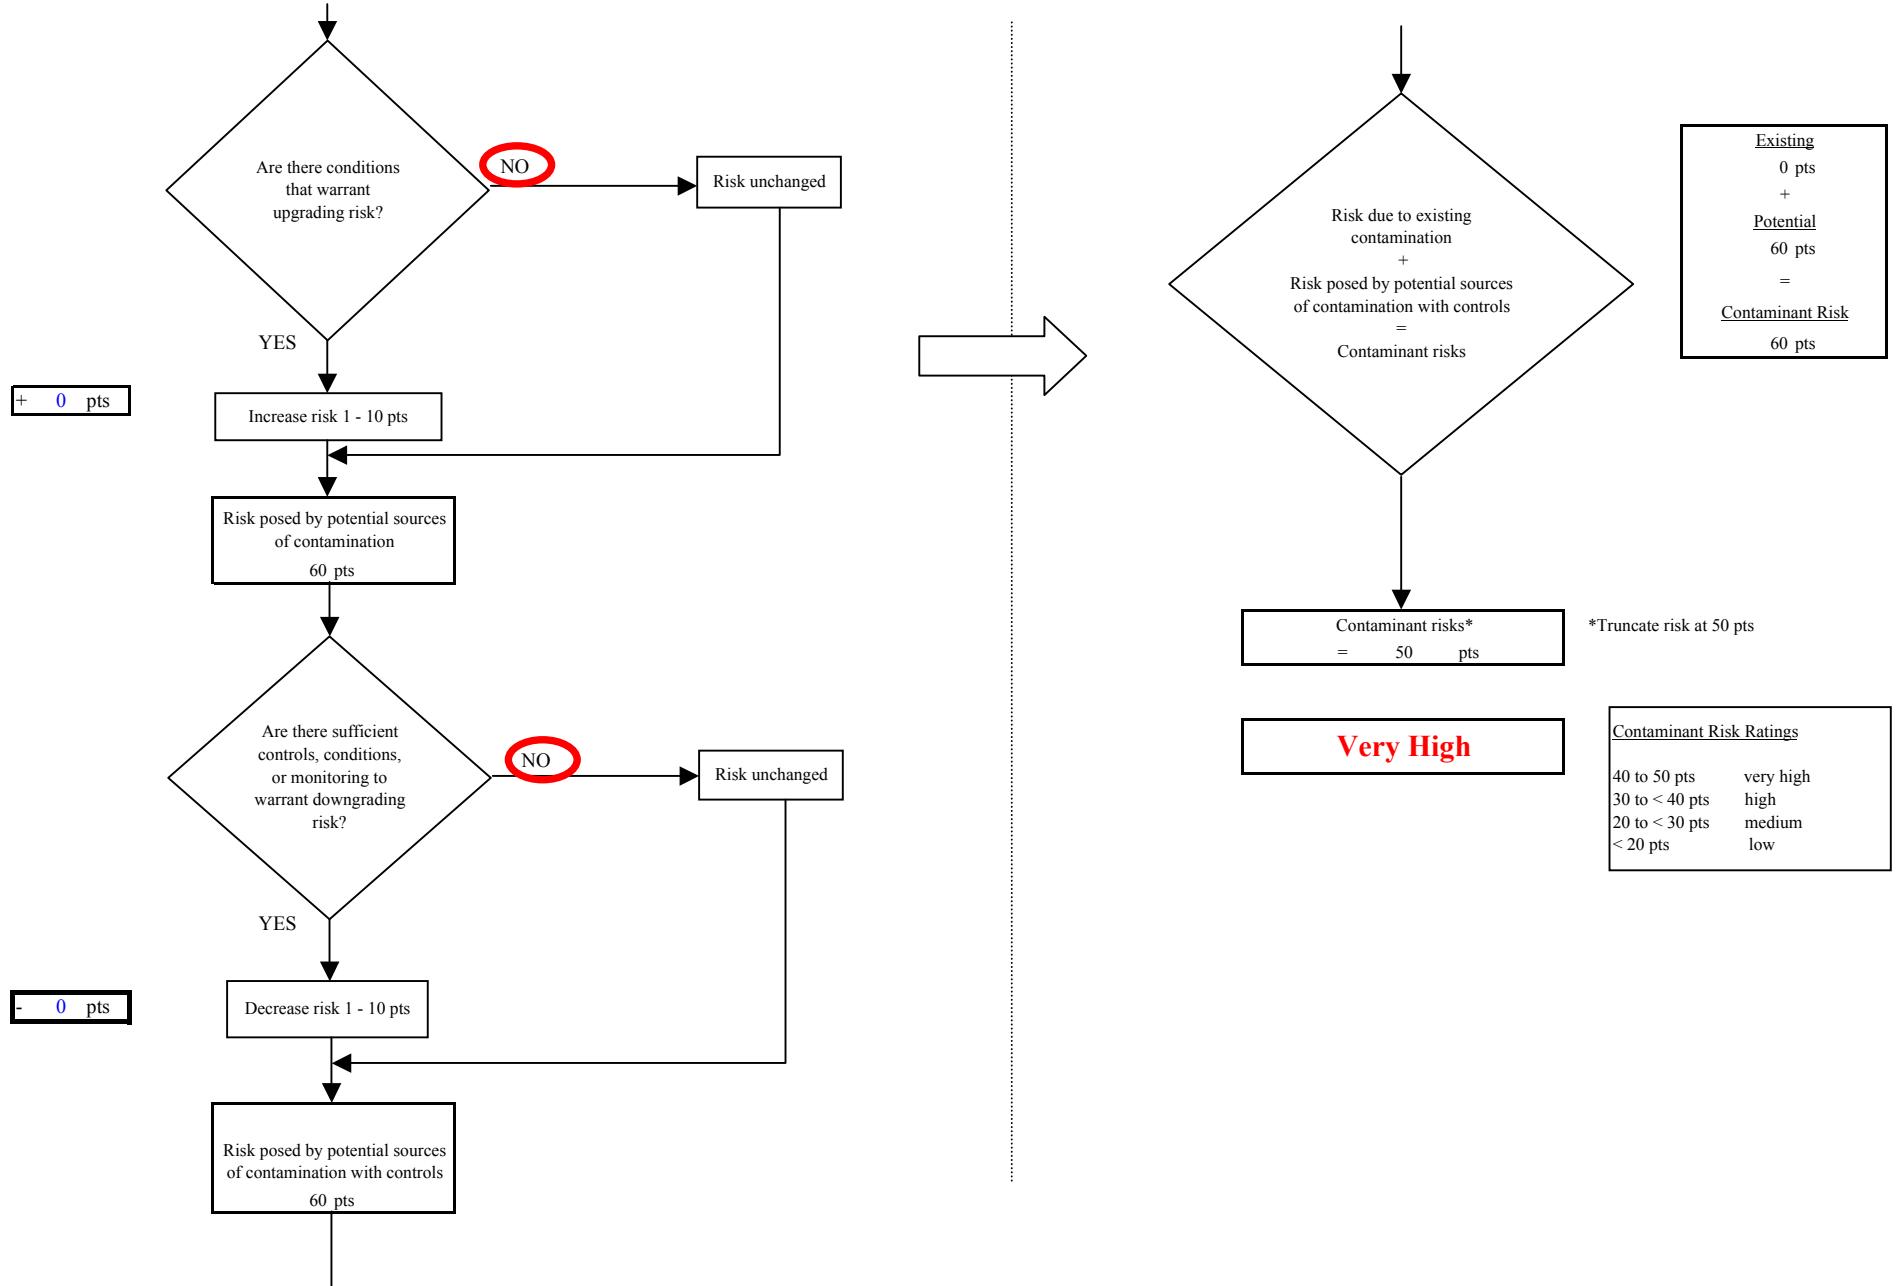 Are there conditions
that warrant
upgrading risk?
NO
Risk unchanged
YES
+ 0 pts
Increase risk 1 - 10 pts
Risk posed by potential sources
of contamination
60 pts
Are there sufficient
controls, conditions,
or monitoring to
warrant downgrading
risk?
NO
Risk unchanged
YES
- 0 pts
Decrease risk 1 - 10 pts
Risk posed by potential sources
of contamination with controls
60 pts
Risk due to existing
contamination
+
Risk posed by potential sources
of contamination with controls
=
Contaminant risks
Existing
0 pts
+
Potential
60 pts
=
Contaminant Risk
60 pts
Contaminant risks*
= 50 pts
*Truncate risk at 50 pts
Very High
Contaminant Risk Ratings
40 to 50 pts very high
30 to < 40 pts high
20 to < 30 pts medium
< 20 pts low